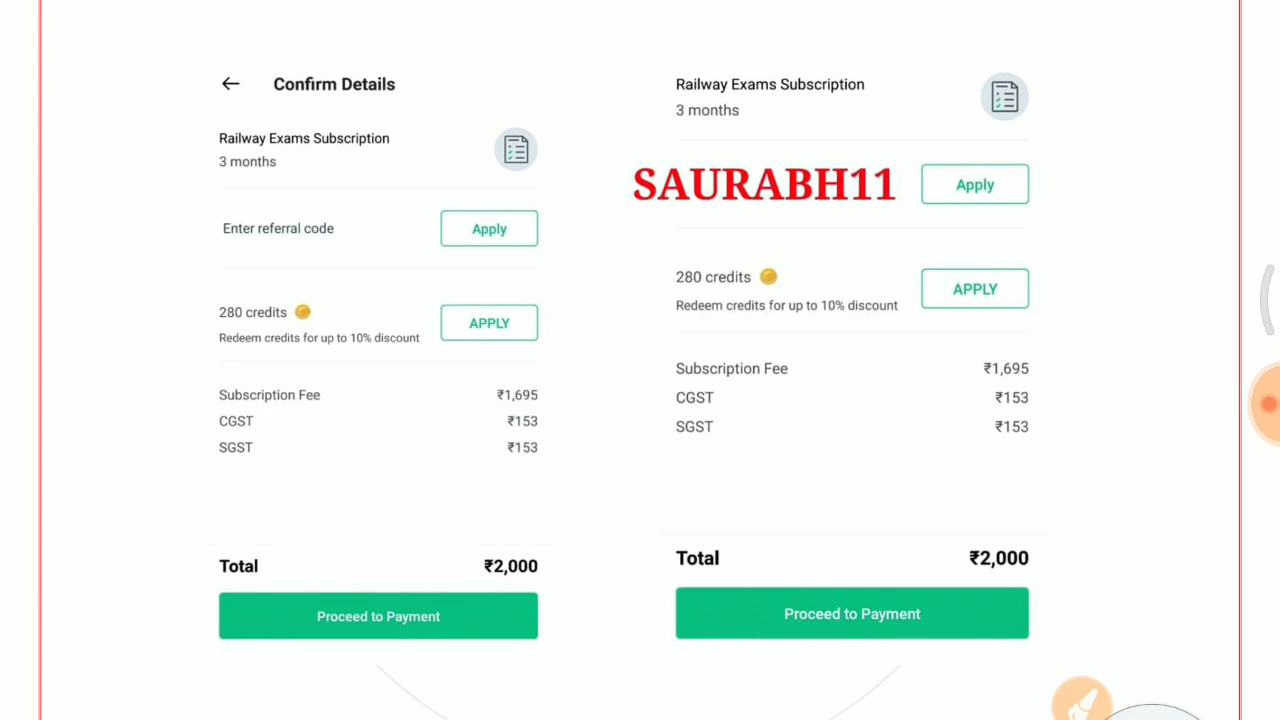 Confirm Details
Railway Exams Subscription
3 months
Enter referral code
Apply
280 credits
Redeem credits for up to 10% discount
APPLY
Subscription Fee ₹1,695
CGST ₹153
SGST ₹153
Total ₹2,000
Proceed to Payment
Railway Exams Subscription
3 months
SAURABH11
Apply
280 credits
Redeem credits for up to 10% discount
APPLY
Subscription Fee ₹1,695
CGST ₹153
SGST ₹153
Total ₹2,000
Proceed to Payment